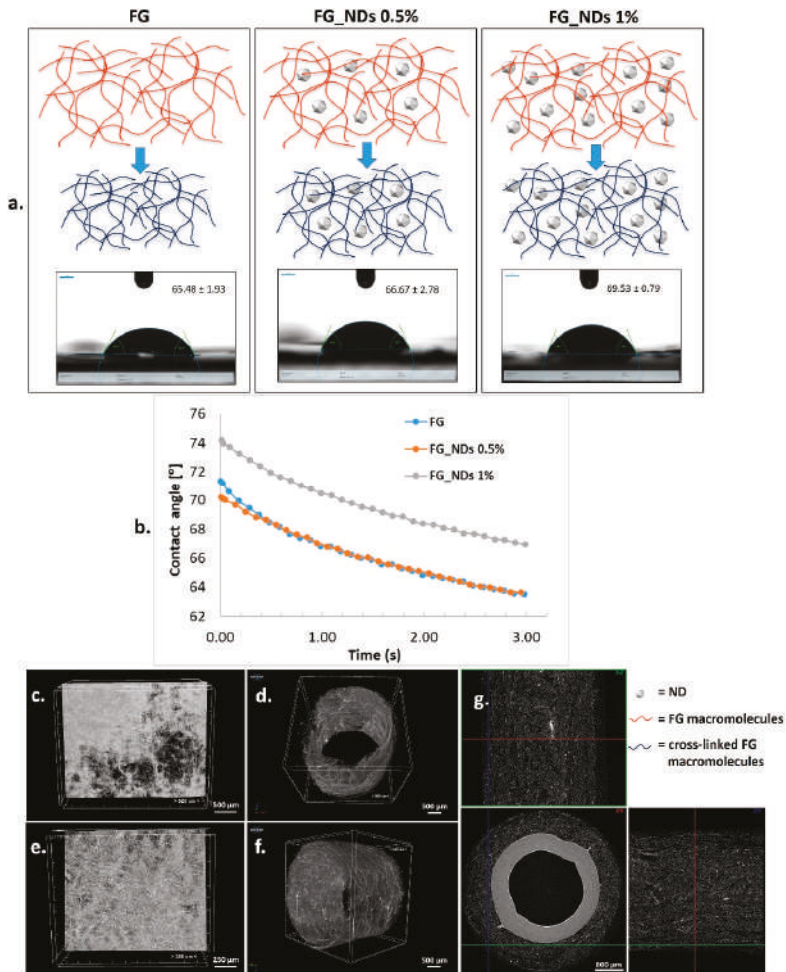 FG FG_NDs 0.5% FG_NDs 1%
a.
65.48 ± 1.93 66.67 ± 2.78 69.53 ± 0.79
76
74
72
70
68
66
64
62
Contact angle [°]
b.
FG
FG_NDs 0.5%
FG_NDs 1%
0.00 1.00 2.00 3.00
Time (s)
c. d. g.
= ND
= FG macromolecules
= cross-linked FG
macromolecules
500 µm 500 µm
e. f.
250 µm 500 µm 800 µm